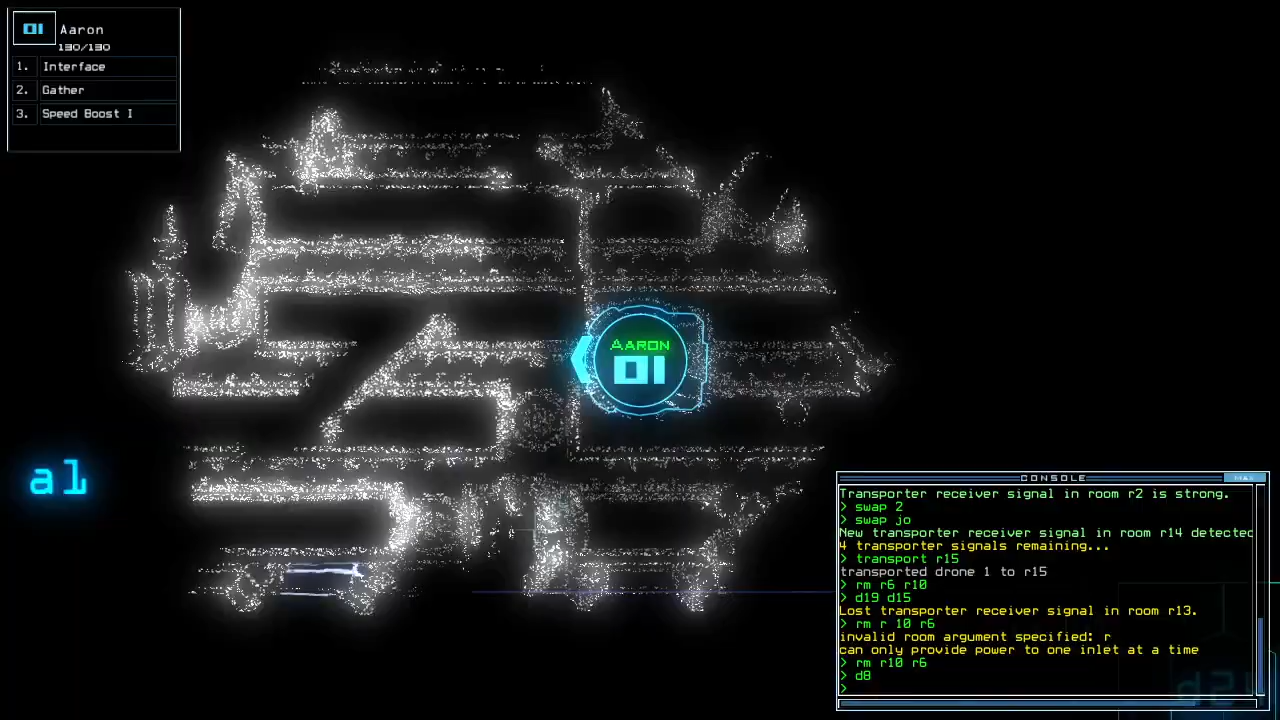 01 Aaron
130/130
1. Interface
2. Gather
3. Speed Boost I
AARON
01
a1
CONSOLE
MAX
Transporter receiver signal in room r2 is strong.
> swap 2
> swap jo
New transporter receiver signal in room r14 detected
4 transporter signals remaining...
> transport r15
transported drone 1 to r15
> rm r6 r10
> d19 d15
Lost transporter receiver signal in room r13.
> rm r 10 r6
invalid room argument specified: r
can only provide power to one inlet at a time
> rm r10 r6
> d8
>